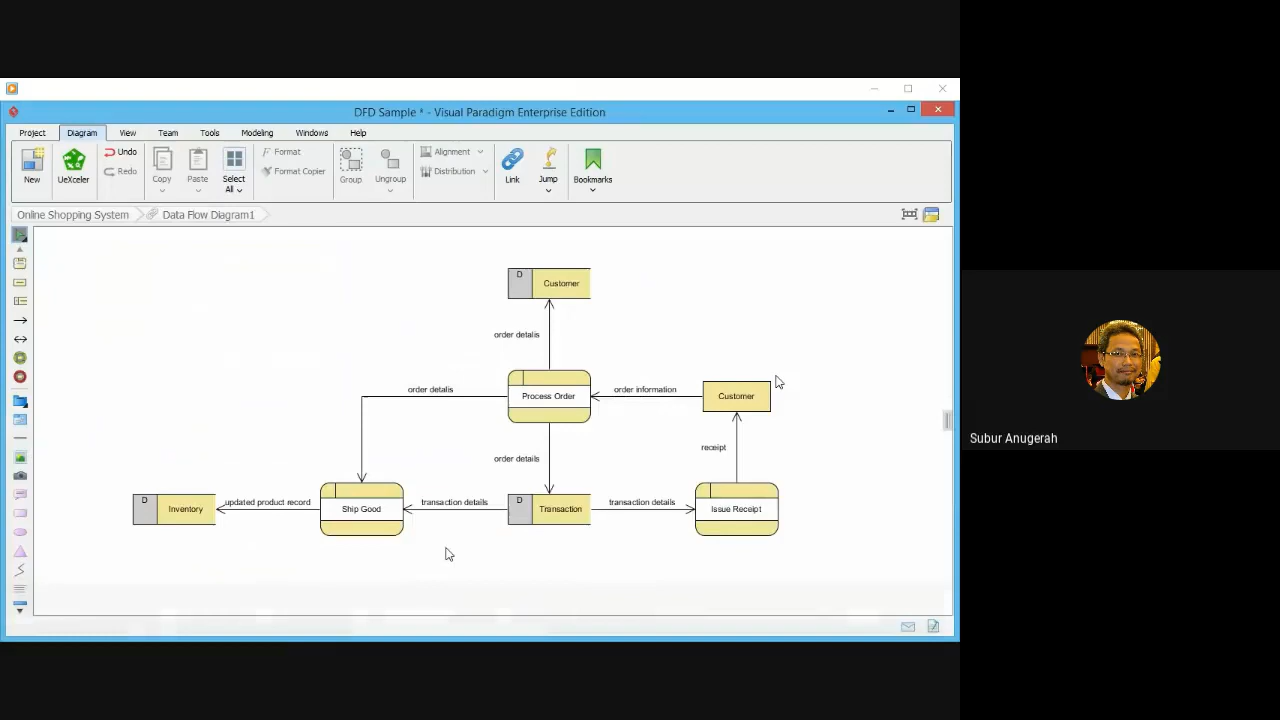 DFD Sample * - Visual Paradigm Enterprise Edition
Project Diagram View Team Tools Modeling Windows Help
New UeXceler Undo Redo Copy Paste Select All Format Format Copier Group Ungroup Alignment Distribution Link Jump Bookmarks
Online Shopping System Data Flow Diagram1
D Customer
order details
order details Process Order order information Customer
order details receipt
D Inventory updated product record Ship Good transaction details D Transaction transaction details Issue Receipt
Subur Anugerah